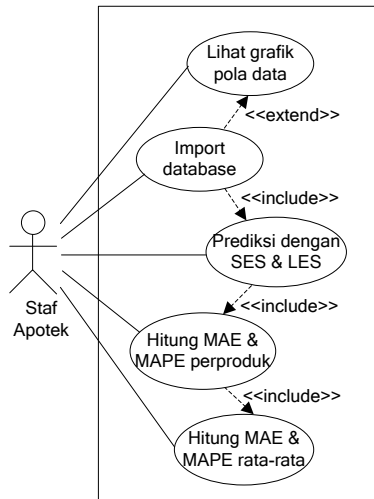 Lihat grafik
pola data
<<extend>>
Import
database
<<include>>
Prediksi dengan
SES & LES
Staf
Apotek
<<include>>
Hitung MAE &
MAPE perproduk
<<include>>
Hitung MAE &
MAPE rata-rata